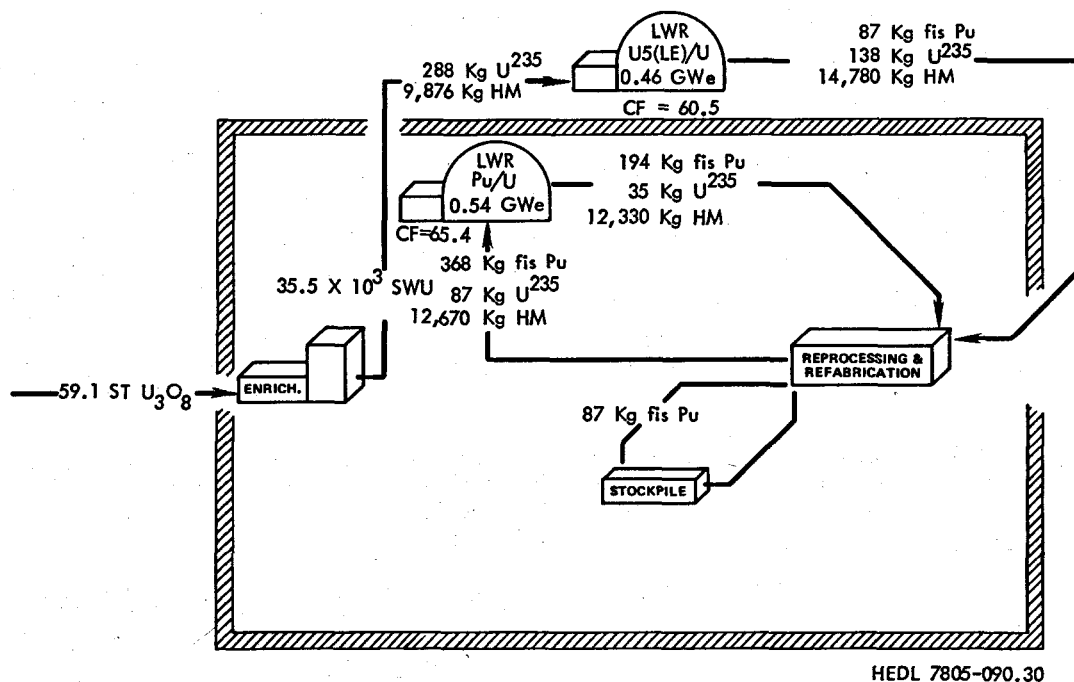 LWR
U5(LE)/U
0.46 GWe
CF = 60.5
288 Kg U²³⁵
9,876 Kg HM
87 Kg fis Pu
138 Kg U²³⁵
14,780 Kg HM
LWR
Pu/U
0.54 GWe
CF=65.4
194 Kg fis Pu
35 Kg U²³⁵
12,330 Kg HM
368 Kg fis Pu
87 Kg U²³⁵
12,670 Kg HM
35.5 X 10³ SWU
59.1 ST U₃O₈
ENRICH.
REPROCESSING &
REFABRICATION
87 Kg fis Pu
STOCKPILE
HEDL 7805-090.30